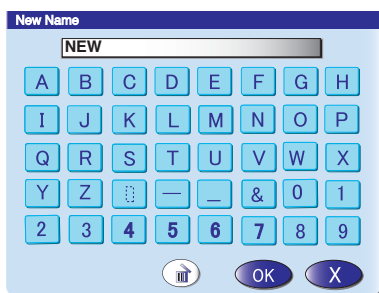 New Name
NEW
A B C D E F G H
I J K L M N O P
Q R S T U V W X
Y Z — _ & 0 1
2 3 4 5 6 7 8 9
OK X